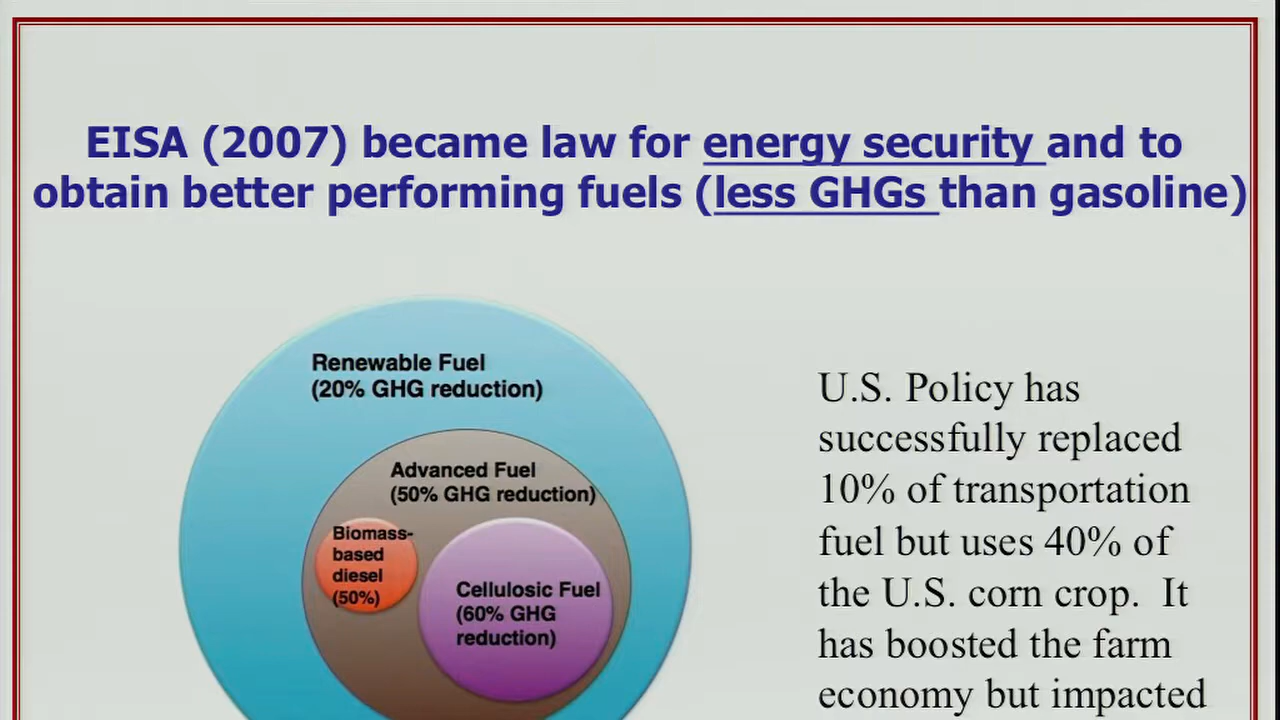 EISA (2007) became law for energy security and to
obtain better performing fuels (less GHGs than gasoline)
Renewable Fuel
(20% GHG reduction)
Advanced Fuel
(50% GHG reduction)
Biomass-
based
diesel
(50%)
Cellulosic Fuel
(60% GHG
reduction)
U.S. Policy has
successfully replaced
10% of transportation
fuel but uses 40% of
the U.S. corn crop.  It
has boosted the farm
economy but impacted